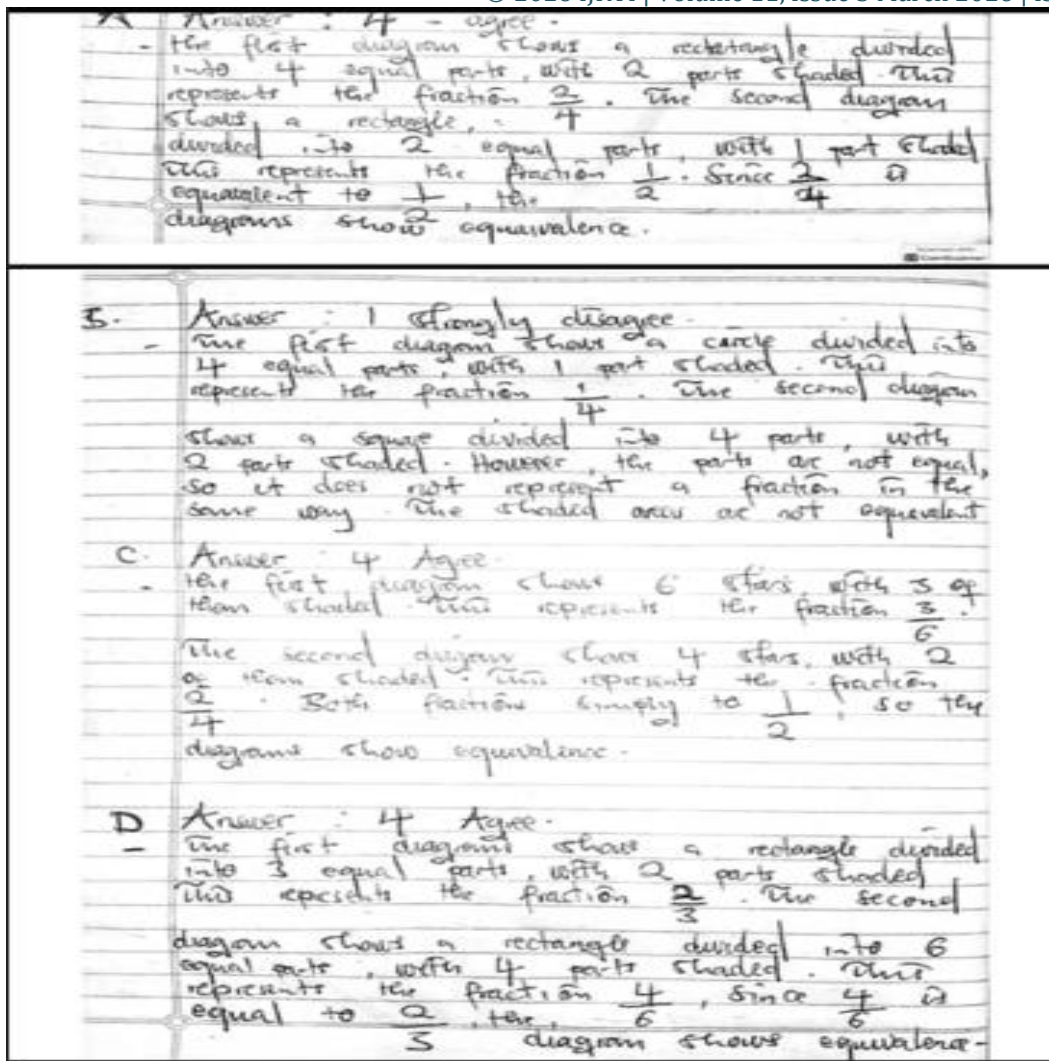 A Answer : 4 - agree.
- the first diagram shows a rectetangle divided
into 4 equal parts, with 2 parts shaded. This
represents the fraction 2/4. The second diagram
shows a rectangle,
divided into 2 equal parts, with 1 part shaded
This represents the fraction 1/2. Since 2/4 is
equivalent to 1/2, the
diagrams show equaivalence.
B. Answer : 1 strongly disagree.
- The first diagram shows a circle divided into
4 equal parts, with 1 part shaded. This
represents the fraction 1/4. The second diagram
shows a square divided into 4 parts, with
2 parts shaded. However, the parts are not equal,
so it does not represent a fraction in the
same way. The shaded areas are not equivalent
C. Answer : 4 Agree.
- the first diagram shows 6 stars, with 3 of
them shaded. This represents the fraction 3/6.
The second diagram shows 4 stars, with 2
of them shaded. This represents the fraction
2/4. Both fractions simply to 1/2, so the
diagrams show equivalence.
D Answer : 4 Agree.
- The first diagrams shows a rectangle divided
into 3 equal parts, with 2 parts shaded
This represents the fraction 2/3. The second
diagram shows a rectangle divided into 6
equal parts, with 4 parts shaded. This
represents the fraction 4/6, since 4/6 is
equal to 2/3, the,
diagram shows equivalence-